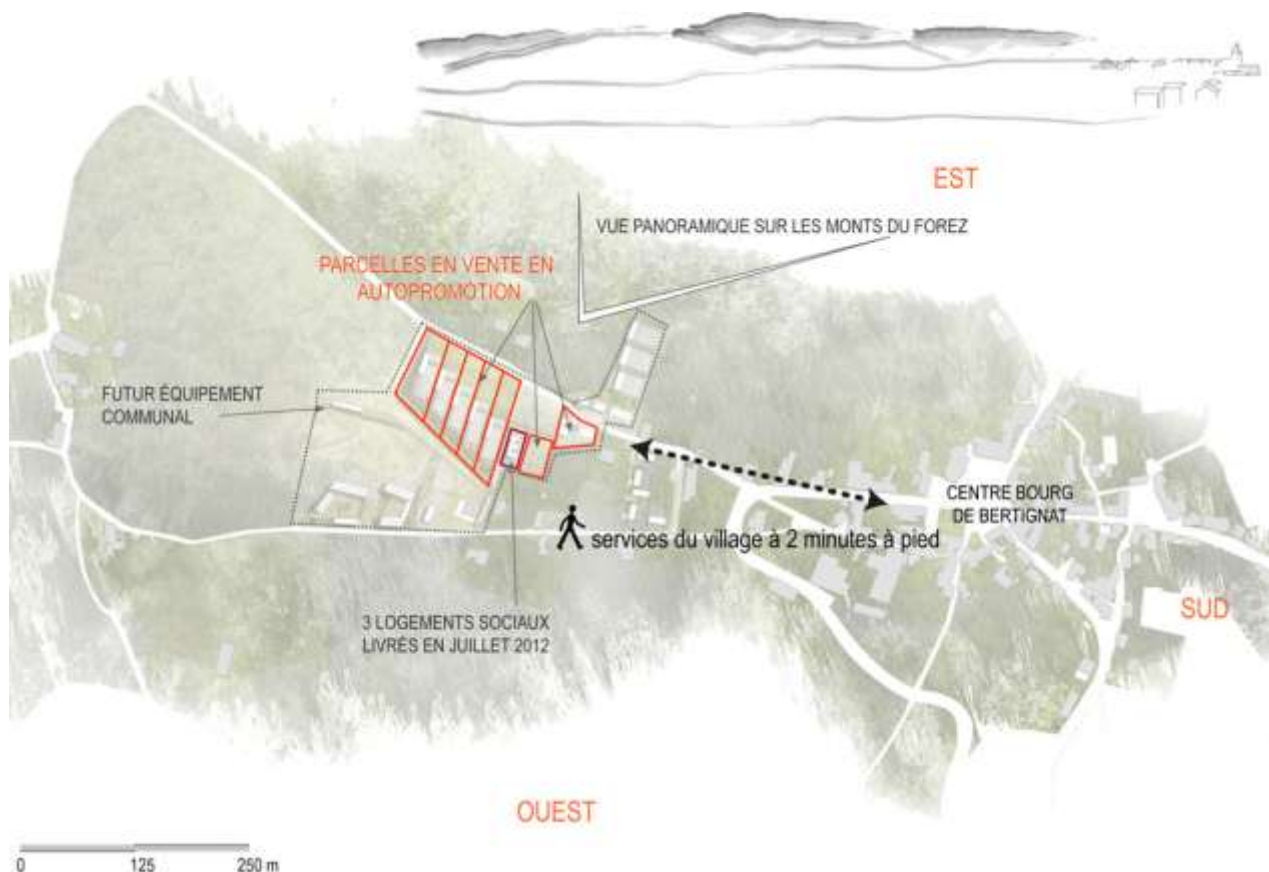 EST
VUE PANORAMIQUE SUR LES MONTS DU FOREZ
PARCELLES EN VENTE EN
AUTOPROMOTION
FUTUR ÉQUIPEMENT
COMMUNAL
CENTRE BOURG
DE BERTIGNAT
services du village à 2 minutes à pied
SUD
3 LOGEMENTS SOCIAUX
LIVRÉS EN JUILLET 2012
OUEST
0 125 250 m